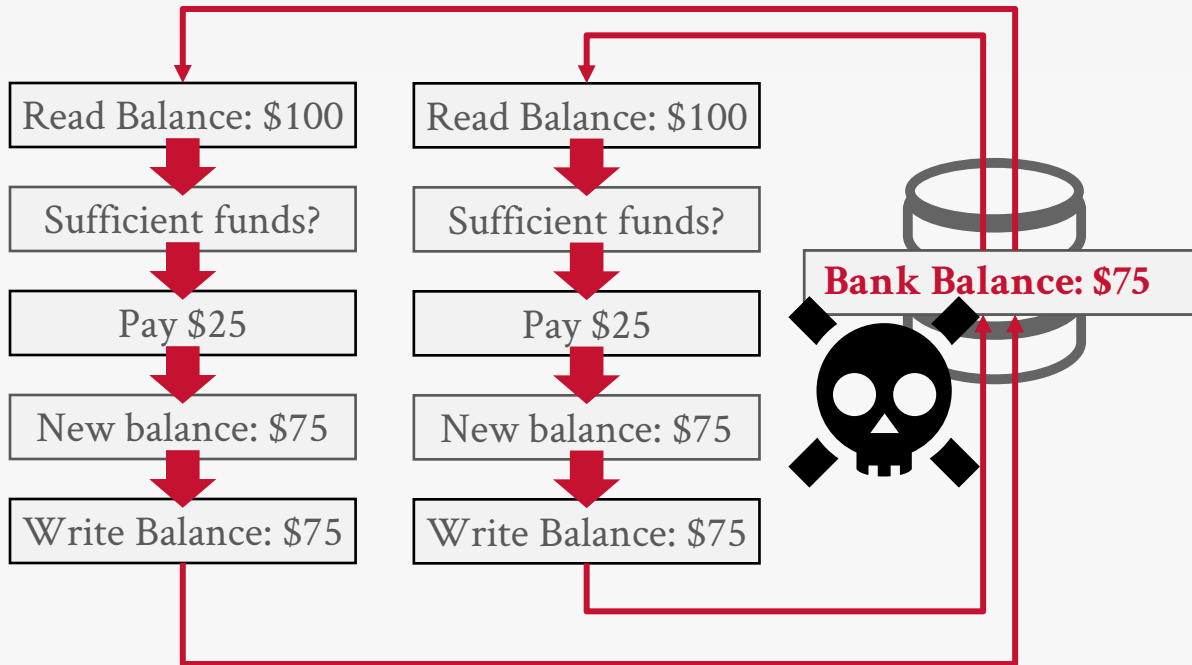 Read Balance: $100
Sufficient funds?
Pay $25
New balance: $75
Write Balance: $75
Read Balance: $100
Sufficient funds?
Pay $25
New balance: $75
Write Balance: $75
Bank Balance: $75